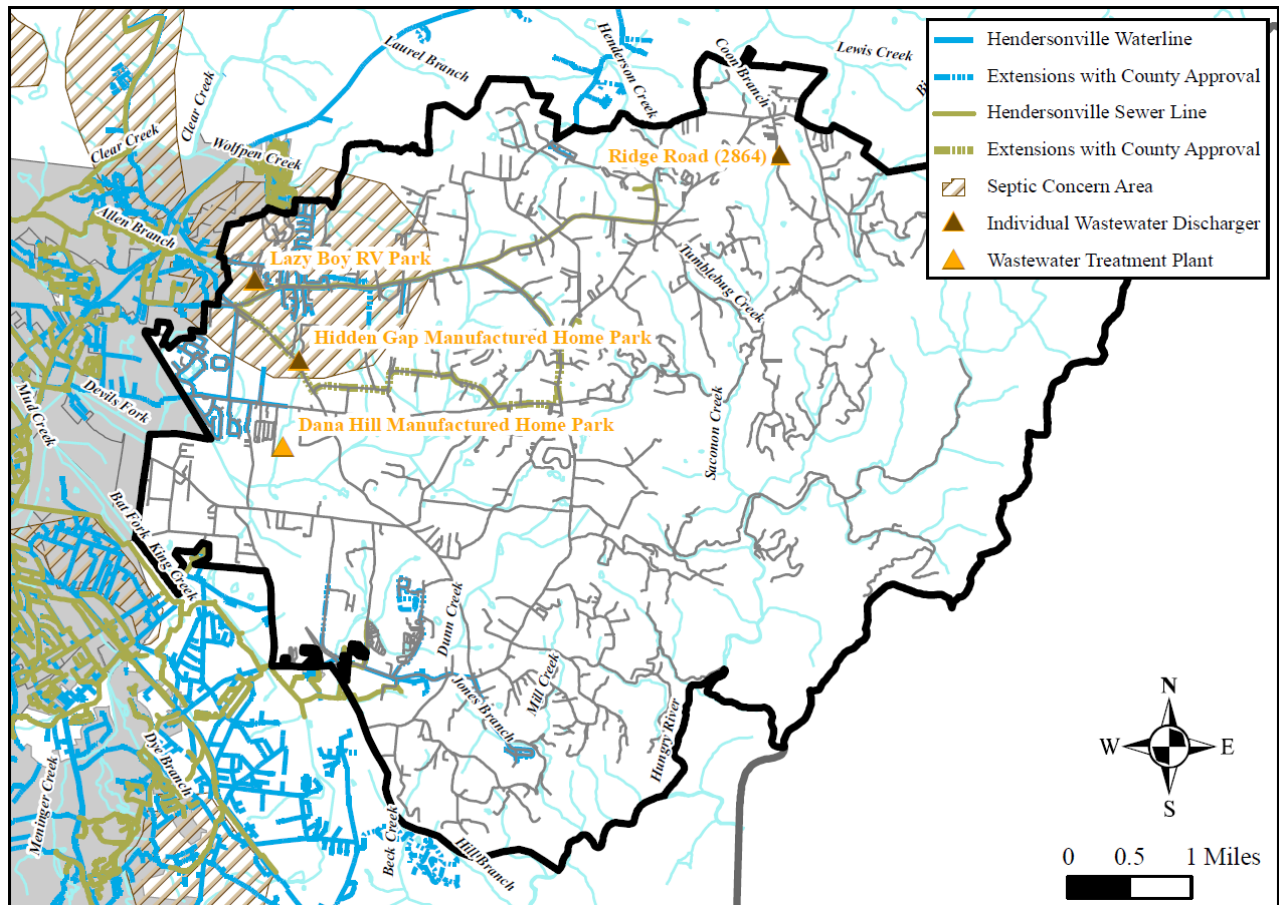 Hendersonville Waterline
Extensions with County Approval
Hendersonville Sewer Line
Extensions with County Approval
Septic Concern Area
Individual Wastewater Discharger
Wastewater Treatment Plant
Laurel Branch
Henderson Creek
Coon Branch
Lewis Creek
Clear Creek
Clear Creek
Wolfpen Creek
Ridge Road (2864)
Allen Branch
Lazy Boy RV Park
Tumblebug Creek
Hidden Gap Manufactured Home Park
Devils Fork
Mud Creek
Dana Hill Manufactured Home Park
Saconon Creek
Bat Fork
King Creek
Dunn Creek
Jones Branch
Mill Creek
Hungry River
Dye Branch
Meninger Creek
Beck Creek
Hill Branch
N
W
E
S
0 0.5 1 Miles